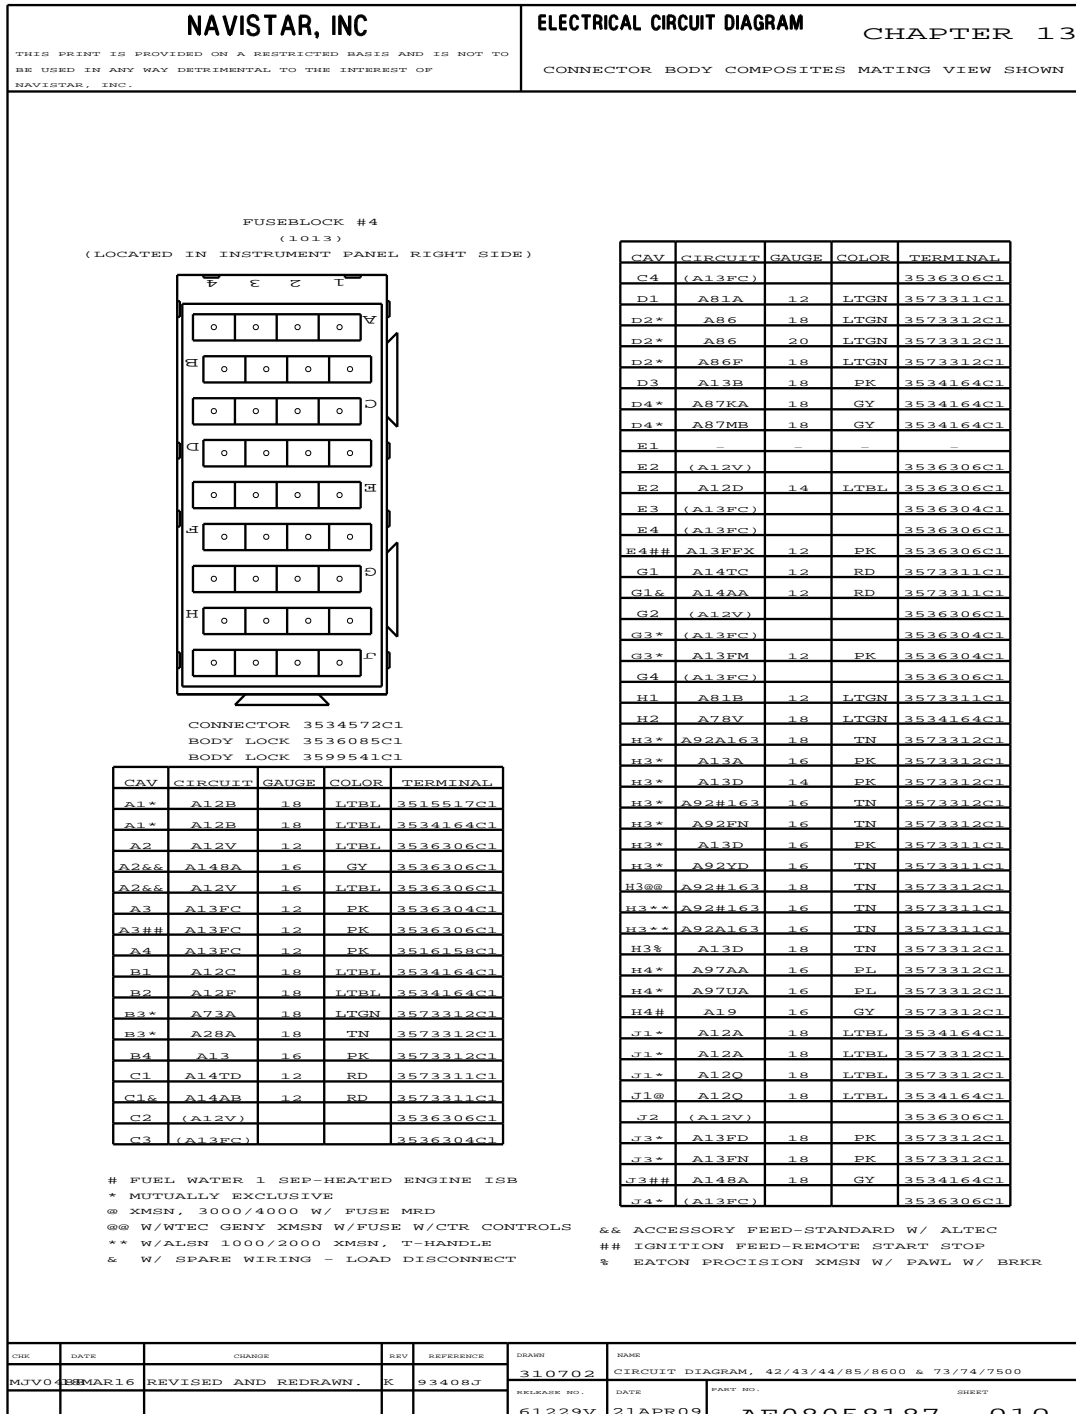 NAVISTAR, INC
THIS PRINT IS PROVIDED ON A RESTRICTED BASIS AND IS NOT TO
BE USED IN ANY WAY DETRIMENTAL TO THE INTEREST OF
NAVISTAR, INC.
ELECTRICAL CIRCUIT DIAGRAM
CHAPTER 13
CONNECTOR BODY COMPOSITES MATING VIEW SHOWN
FUSEBLOCK #4
(1013)
(LOCATED IN INSTRUMENT PANEL RIGHT SIDE)
4 3 2 1
A
B
C
D
E
F
G
H
J
CONNECTOR 3534572C1
BODY LOCK 3536085C1
BODY LOCK 3599541C1
CAV CIRCUIT GAUGE COLOR TERMINAL
A1* A12B 18 LTBL 3515517C1
A1* A12B 18 LTBL 3534164C1
A2 A12V 12 LTBL 3536306C1
A2&& A148A 16 GY 3536306C1
A2&& A12V 16 LTBL 3536306C1
A3 A13FC 12 PK 3536304C1
A3## A13FC 12 PK 3536306C1
A4 A13FC 12 PK 3516158C1
B1 A12C 18 LTBL 3534164C1
B2 A12F 18 LTBL 3534164C1
B3* A73A 18 LTGN 3573312C1
B3* A28A 18 TN 3573312C1
B4 A13 16 PK 3573312C1
C1 A14TD 12 RD 3573311C1
C1& A14AB 12 RD 3573311C1
C2 (A12V) 3536306C1
C3 (A13FC) 3536304C1
# FUEL WATER 1 SEP-HEATED ENGINE ISB
* MUTUALLY EXCLUSIVE
@ XMSN, 3000/4000 W/ FUSE MRD
@@ W/WTEC GENY XMSN W/FUSE W/CTR CONTROLS
** W/ALSN 1000/2000 XMSN, T-HANDLE
& W/ SPARE WIRING - LOAD DISCONNECT
CAV CIRCUIT GAUGE COLOR TERMINAL
C4 (A13FC) 3536306C1
D1 A81A 12 LTGN 3573311C1
D2* A86 18 LTGN 3573312C1
D2* A86 20 LTGN 3573312C1
D2* A86F 18 LTGN 3573312C1
D3 A13B 18 PK 3534164C1
D4* A87KA 18 GY 3534164C1
D4* A87MB 18 GY 3534164C1
E1 - - - -
E2 (A12V) 3536306C1
E2 A12D 14 LTBL 3536306C1
E3 (A13FC) 3536304C1
E4 (A13FC) 3536306C1
E4## A13FFX 12 PK 3536306C1
G1 A14TC 12 RD 3573311C1
G1& A14AA 12 RD 3573311C1
G2 (A12V) 3536306C1
G3* (A13FC) 3536304C1
G3* A13FM 12 PK 3536304C1
G4 (A13FC) 3536306C1
H1 A81B 12 LTGN 3573311C1
H2 A78V 18 LTGN 3534164C1
H3* A92A163 18 TN 3573312C1
H3* A13A 16 PK 3573312C1
H3* A13D 14 PK 3573312C1
H3* A92#163 16 TN 3573312C1
H3* A92FN 16 TN 3573312C1
H3* A13D 16 PK 3573311C1
H3* A92YD 16 TN 3573311C1
H3@@ A92#163 18 TN 3573312C1
H3** A92#163 16 TN 3573311C1
H3** A92A163 16 TN 3573311C1
H3% A13D 18 TN 3573312C1
H4* A97AA 16 PL 3573312C1
H4* A97UA 16 PL 3573312C1
H4# A19 16 GY 3573312C1
J1* A12A 18 LTBL 3534164C1
J1* A12A 18 LTBL 3573312C1
J1* A12Q 18 LTBL 3573312C1
J1@ A12Q 18 LTBL 3534164C1
J2 (A12V) 3536306C1
J3* A13FD 18 PK 3573312C1
J3* A13FN 18 PK 3573312C1
J3## A148A 18 GY 3534164C1
J4* (A13FC) 3536306C1
&& ACCESSORY FEED-STANDARD W/ ALTEC
## IGNITION FEED-REMOTE START STOP
% EATON PROCISION XMSN W/ PAWL W/ BRKR
CHK DATE CHANGE REV REFERENCE DRAWN NAME
310702 CIRCUIT DIAGRAM, 42/43/44/85/8600 & 73/74/7500
REVISED AND REDRAWN. K 93408J
RELEASE NO. DATE PART NO. SHEET
61229V 21APR09